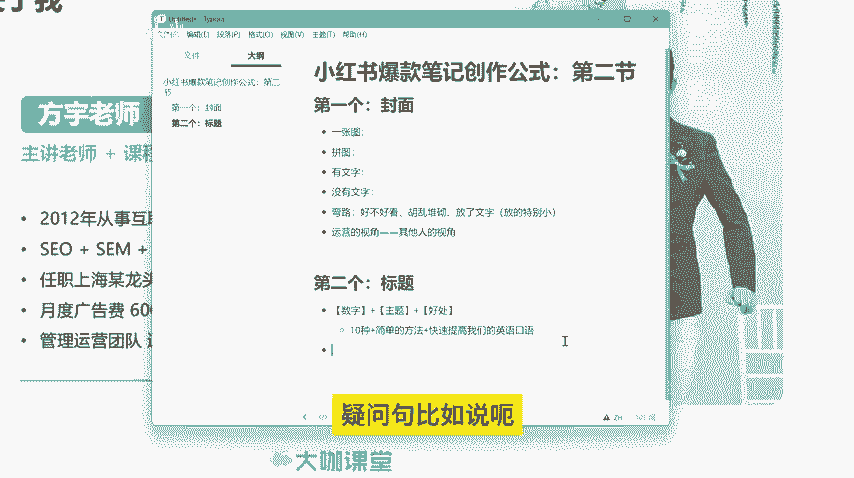 关于我
Untitled • - Typora
文件(F) 编辑(E) 段落(P) 格式(O) 视图(V) 主题(T) 帮助(H)
文件 大纲
小红书爆款笔记创作公式：第二节
第一个：封面
第二个：标题
小红书爆款笔记创作公式：第二节
第一个：封面
一张图：
拼图：
有文字：
没有文字：
弯路：好不好看、胡乱堆砌、放了文字（放的特别小）
运营的视角——其他人的视角
第二个：标题
【数字】+【主题】+【好处】
10种+简单的方法+快速提高我们的英语口语
方宇老师
主讲老师 + 课程
2012年从事互联
SEO + SEM +
任职上海某龙头
月度广告费 600
管理运营团队
疑问句比如说呃
大咖课堂